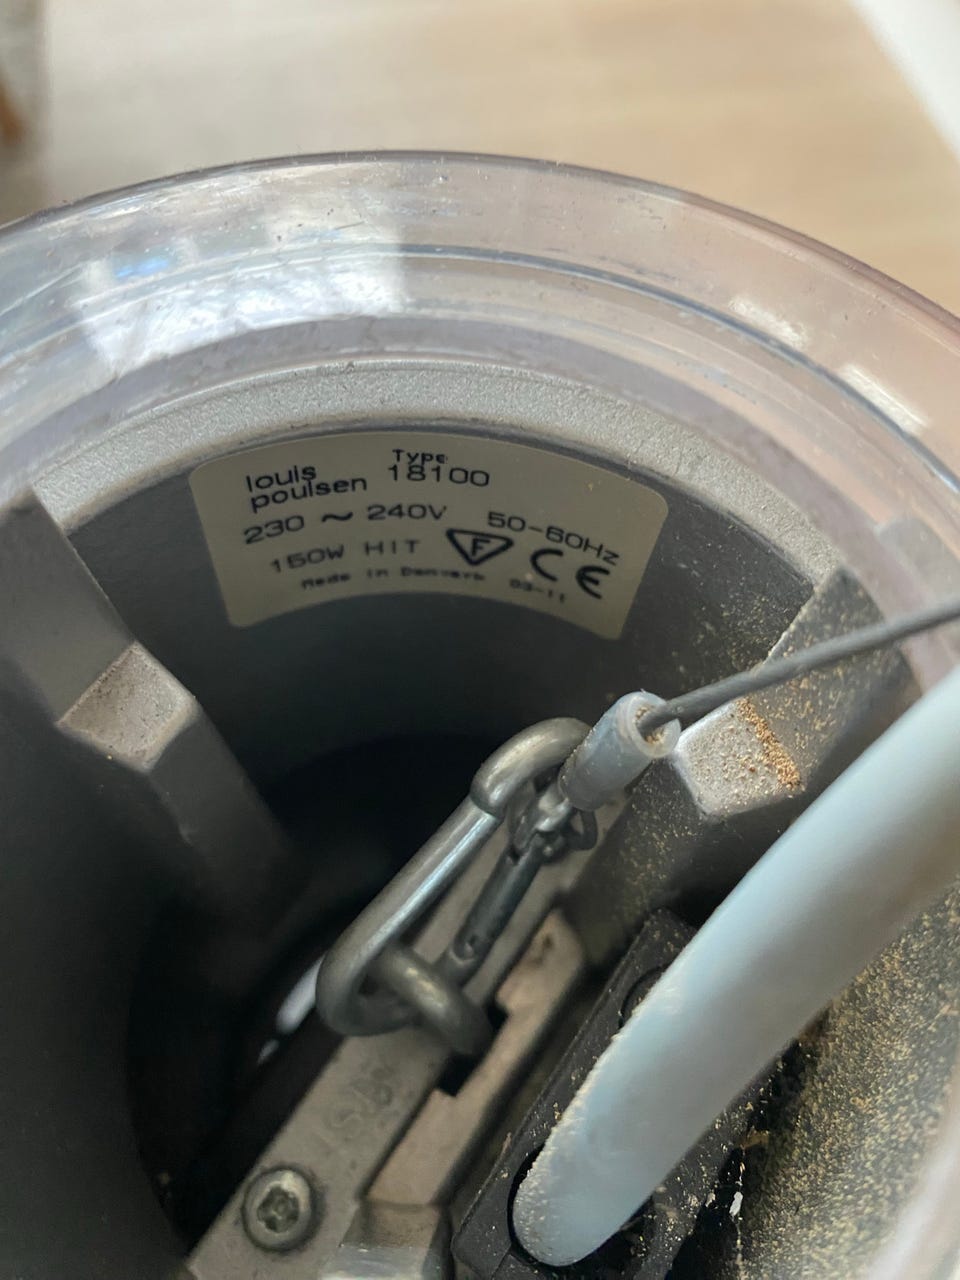 louis
poulsen
Type
18100
230 ~ 240V 50-60Hz
150W HIT F CE
Made in Denmark 03-11